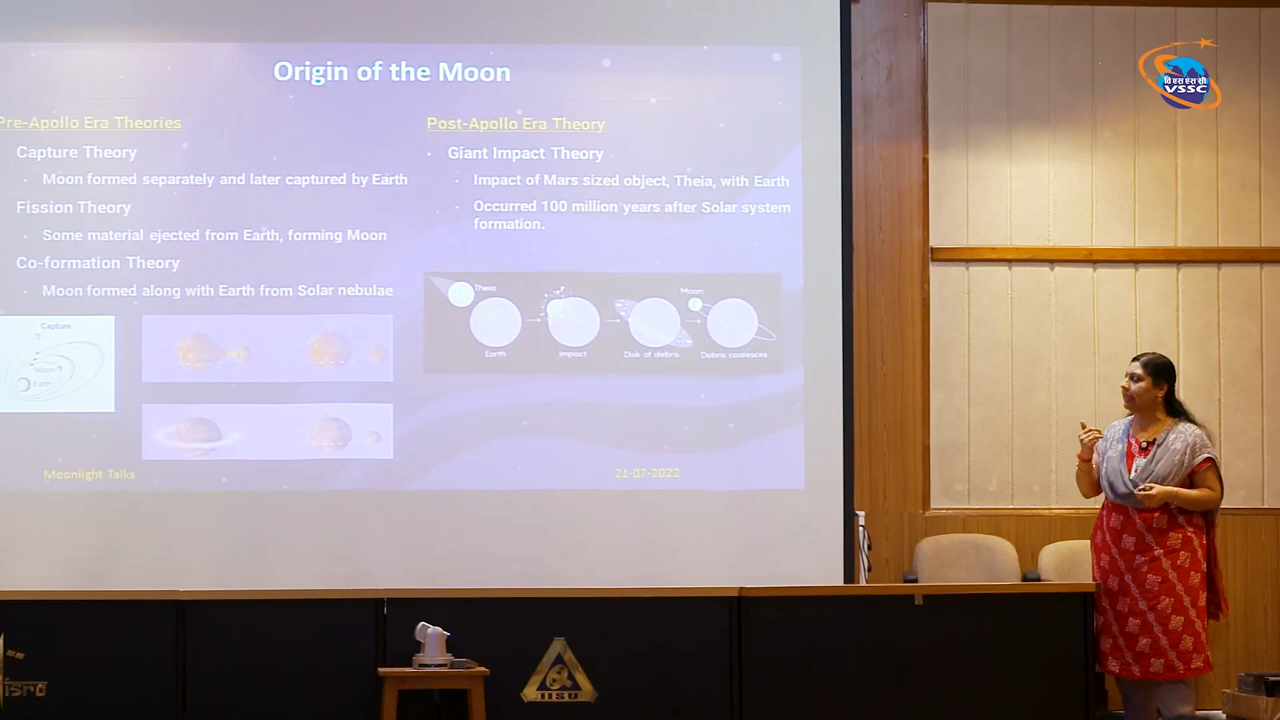 Origin of the Moon
Pre-Apollo Era Theories
Capture Theory
Moon formed separately and later captured by Earth
Fission Theory
Some material ejected from Earth, forming Moon
Co-formation Theory
Moon formed along with Earth from Solar nebulae
Capture
Moon
Earth
Post-Apollo Era Theory
Giant Impact Theory
Impact of Mars sized object, Theia, with Earth
Occurred 100 million years after Solar system
formation.
Theia
Moon
Earth
Impact
Disk of debris
Debris coalesces
Moonlight Talks
21-07-2022
वि एस एस सी
VSSC
isro
IISU